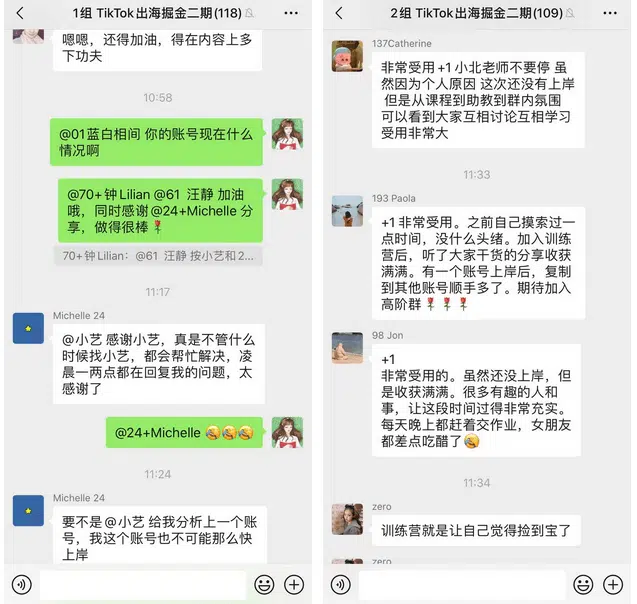 1组 TikTok出海掘金二期(118)
嗯嗯，还得加油，得在内容上多
下功夫
10:58
@01蓝白相间 你的账号现在什么
情况啊
@70+钟Lilian @61 汪静 加油
哦，同时感谢@24+Michelle 分
享，做得很棒🌹
70+钟Lilian：@61 汪静 按小艺和2...
11:17
Michelle 24
@小艺 感谢小艺，真是不管什么
时候找小艺，都会帮忙解决，凌
晨一两点都在回复我的问题，太
感谢了
@24+Michelle
11:24
Michelle 24
要不是@小艺 给我分析上一个账
号，我这个账号也不可能那么快
上岸
2组 TikTok出海掘金二期(109)
137Catherine
非常受用+1 小北老师不要停 虽
然因为个人原因 这次还没有上岸
但是从课程到助教到群内氛围
可以看到大家互相讨论互相学习
受用非常大
11:33
193 Paola
+1 非常受用。之前自己摸索过一
点时间，没什么头绪。加入训练
营后，听了大家干货的分享收获
满满。有一个账号上岸后，复制
到其他账号顺手多了。期待加入
高阶群🌹🌹🌹
98 Jon
+1
非常受用的。虽然还没上岸，但
是收获满满。很多有趣的人和
事，让这段时间过得非常充实。
每天晚上都赶着交作业，女朋友
都差点吃醋了
11:34
zero
训练营就是让自己觉得捡到宝了
zero